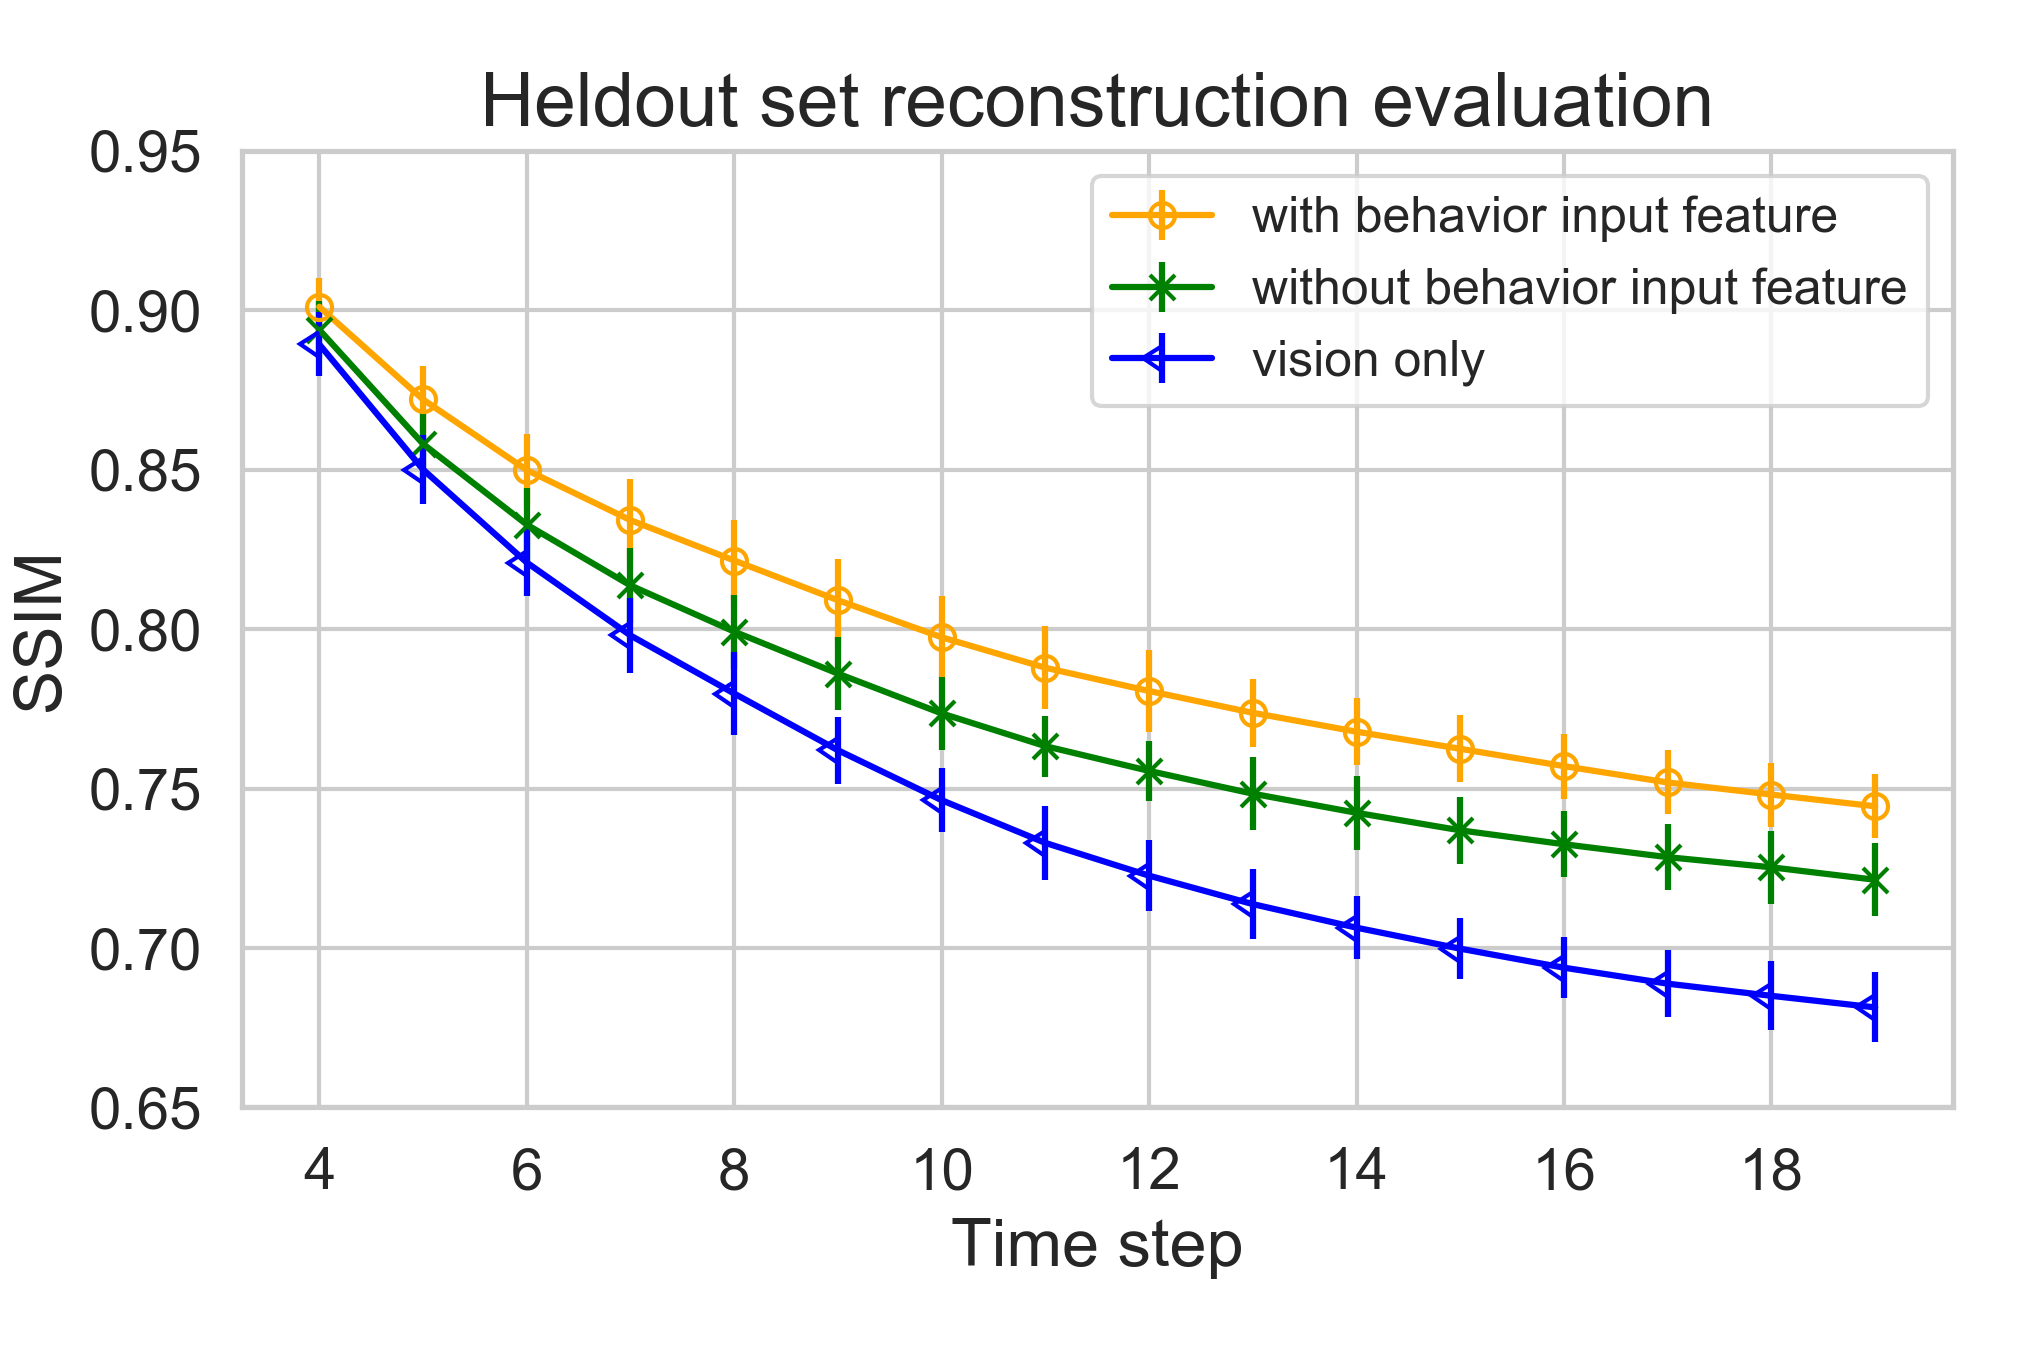 Heldout set reconstruction evaluation
0.95
0.90
0.85
0.80
0.75
0.70
0.65
SSIM
with behavior input feature
without behavior input feature
vision only
4 6 8 10 12 14 16 18
Time step